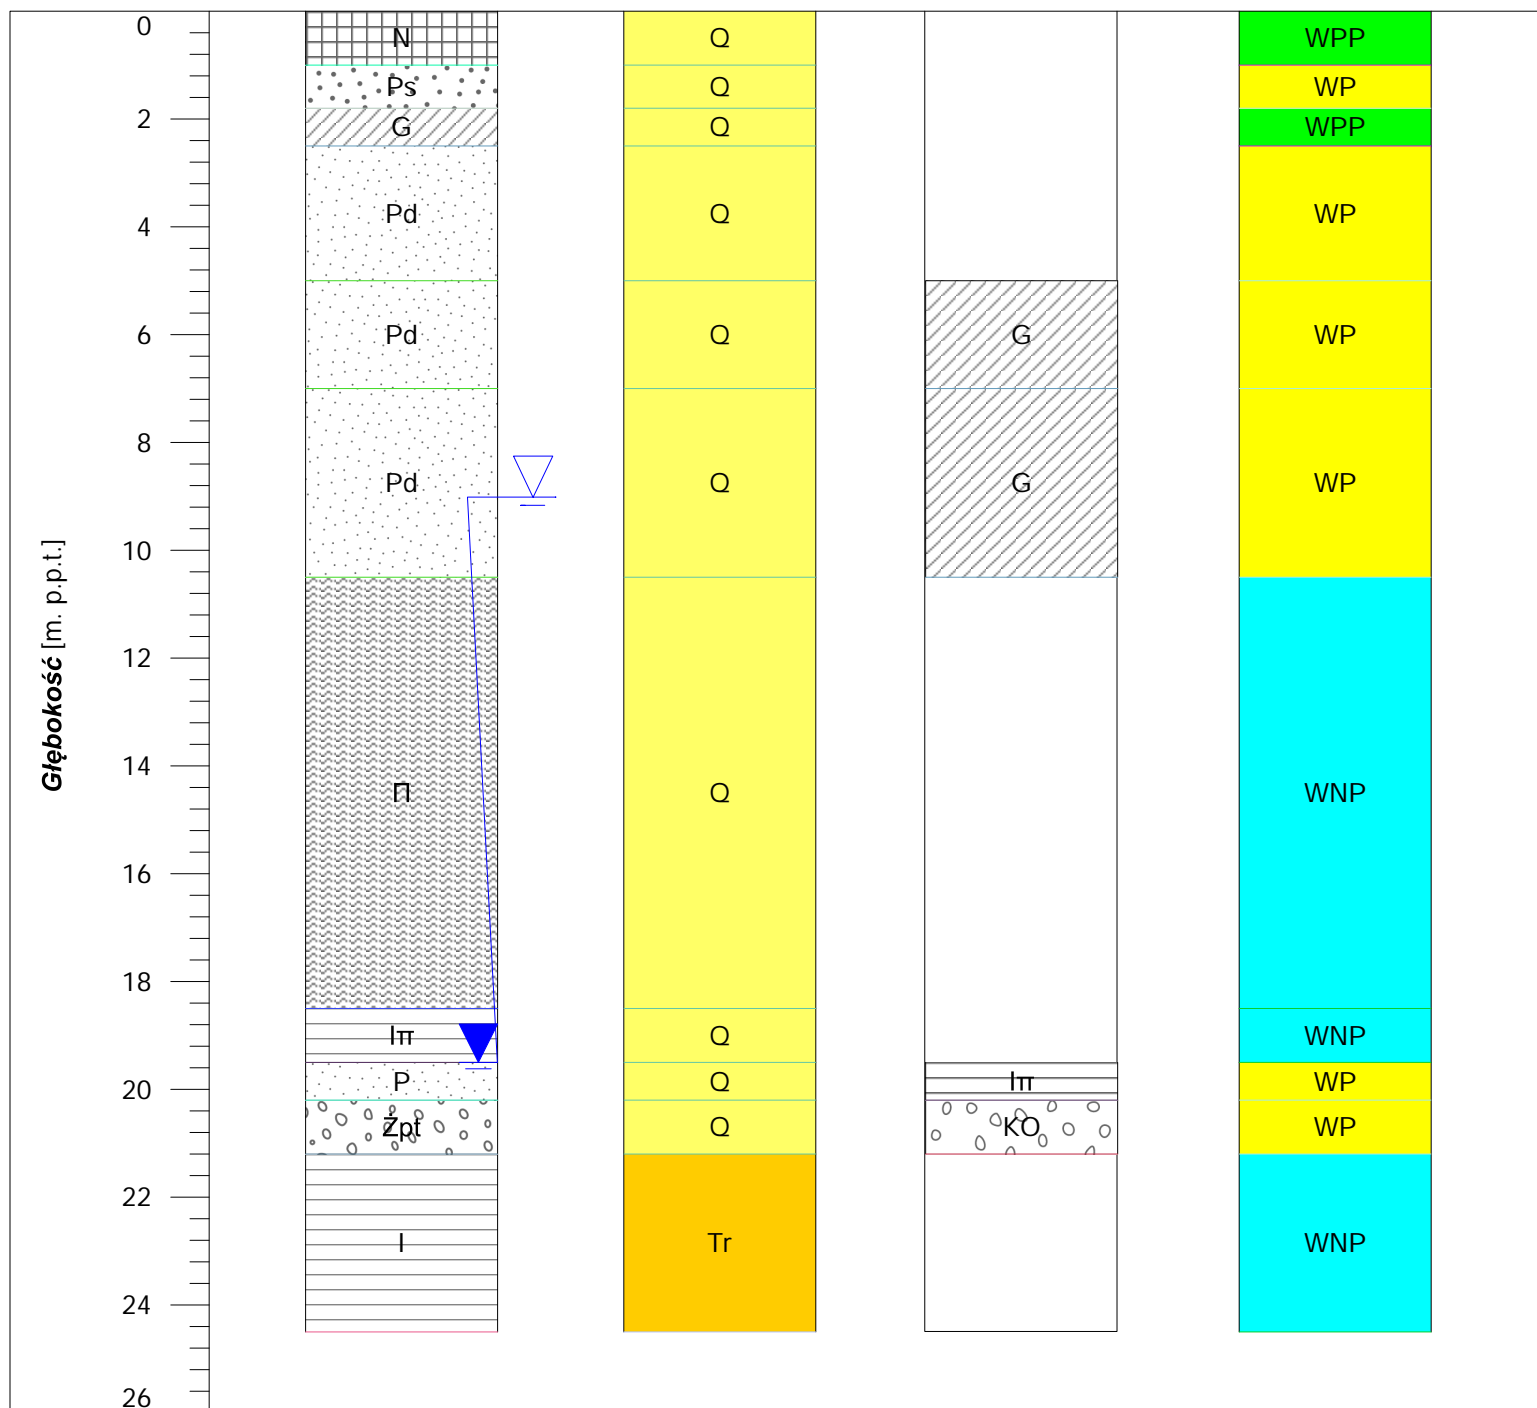 Głębokość [m. p.p.t.]
0
2
4
6
8
10
12
14
16
18
20
22
24
26
N
Ps
G
Pd
Pd
Pd
Π
Iπ
P
Żpt
I
Q
Q
Q
Q
Q
Q
Q
Q
Q
Q
Tr
G
G
Iπ
KO
WPP
WP
WPP
WP
WP
WP
WNP
WNP
WP
WP
WNP